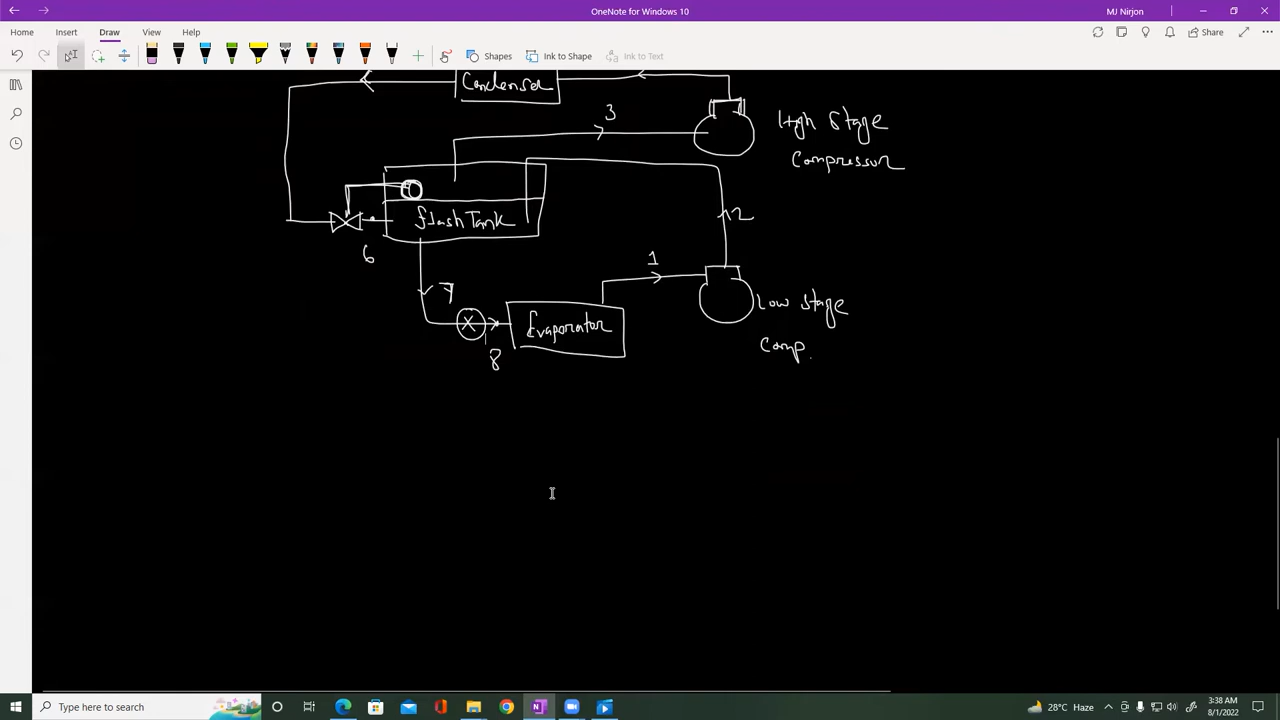 OneNote for Windows 10
MJ Nirjon
Home
Insert
Draw
View
Help
Shapes
Ink to Shape
Ink to Text
Share
Condenser
3
High Stage
Compressor
flash Tank
2
6
1
7
Low Stage
Evaporator
Comp.
8
Type here to search
28°C Haze
3:38 AM
8/1/2022